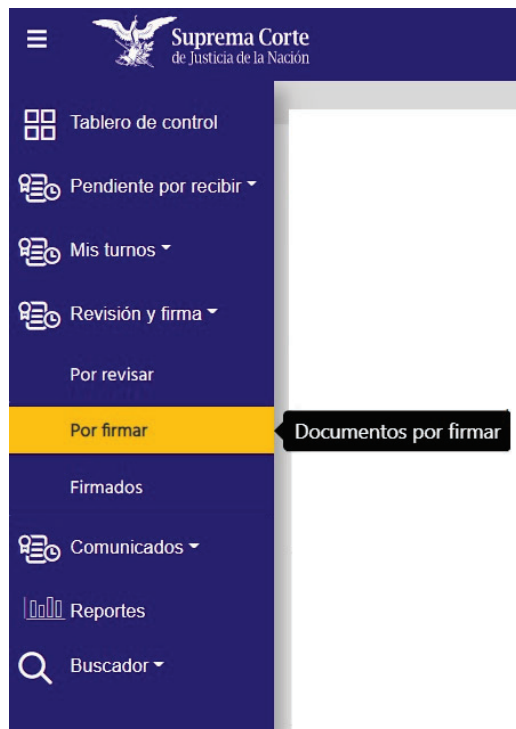 Suprema Corte
de Justicia de la Nación
Tablero de control
Pendiente por recibir
Mis turnos
Revisión y firma
Por revisar
Por firmar
Documentos por firmar
Firmados
Comunicados
Reportes
Buscador